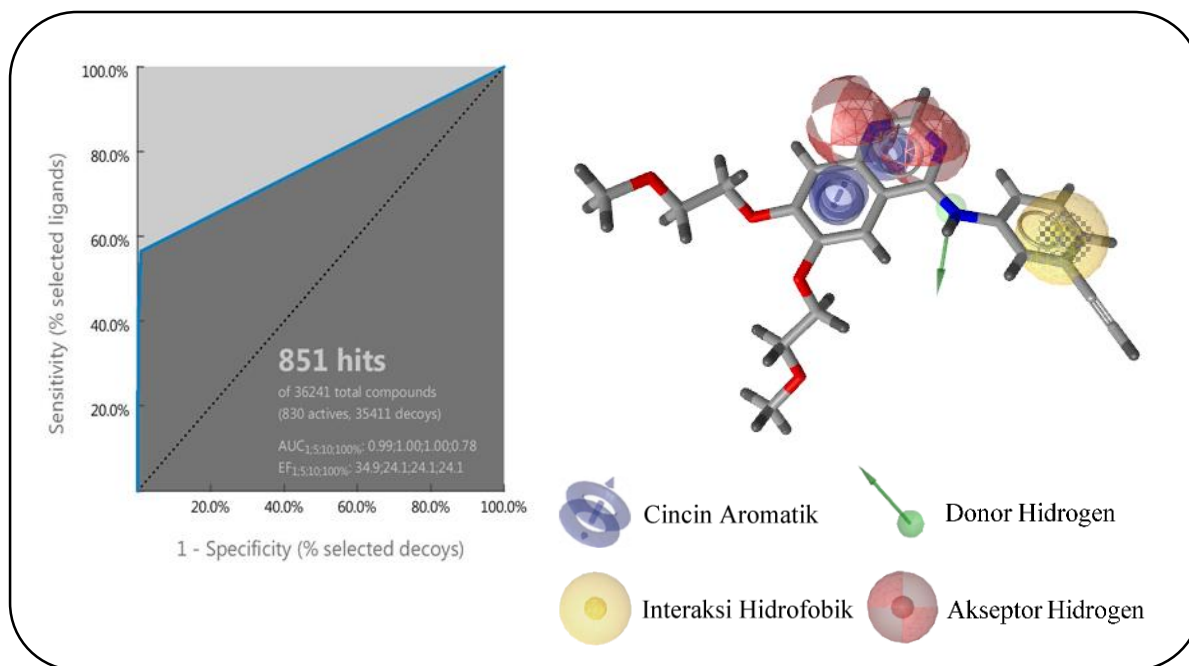 100.0%
80.0%
60.0%
40.0%
20.0%
Sensitivity (% selected ligands)
851 hits
of 36241 total compounds
(830 actives, 35411 decoys)
AUC1;5;10;100%: 0.99;1.00;1.00;0.78
EF1;5;10;100%: 34.9;24.1;24.1;24.1
20.0% 40.0% 60.0% 80.0% 100.0%
1 - Specificity (% selected decoys)
Cincin Aromatik
Donor Hidrogen
Interaksi Hidrofobik
Akseptor Hidrogen